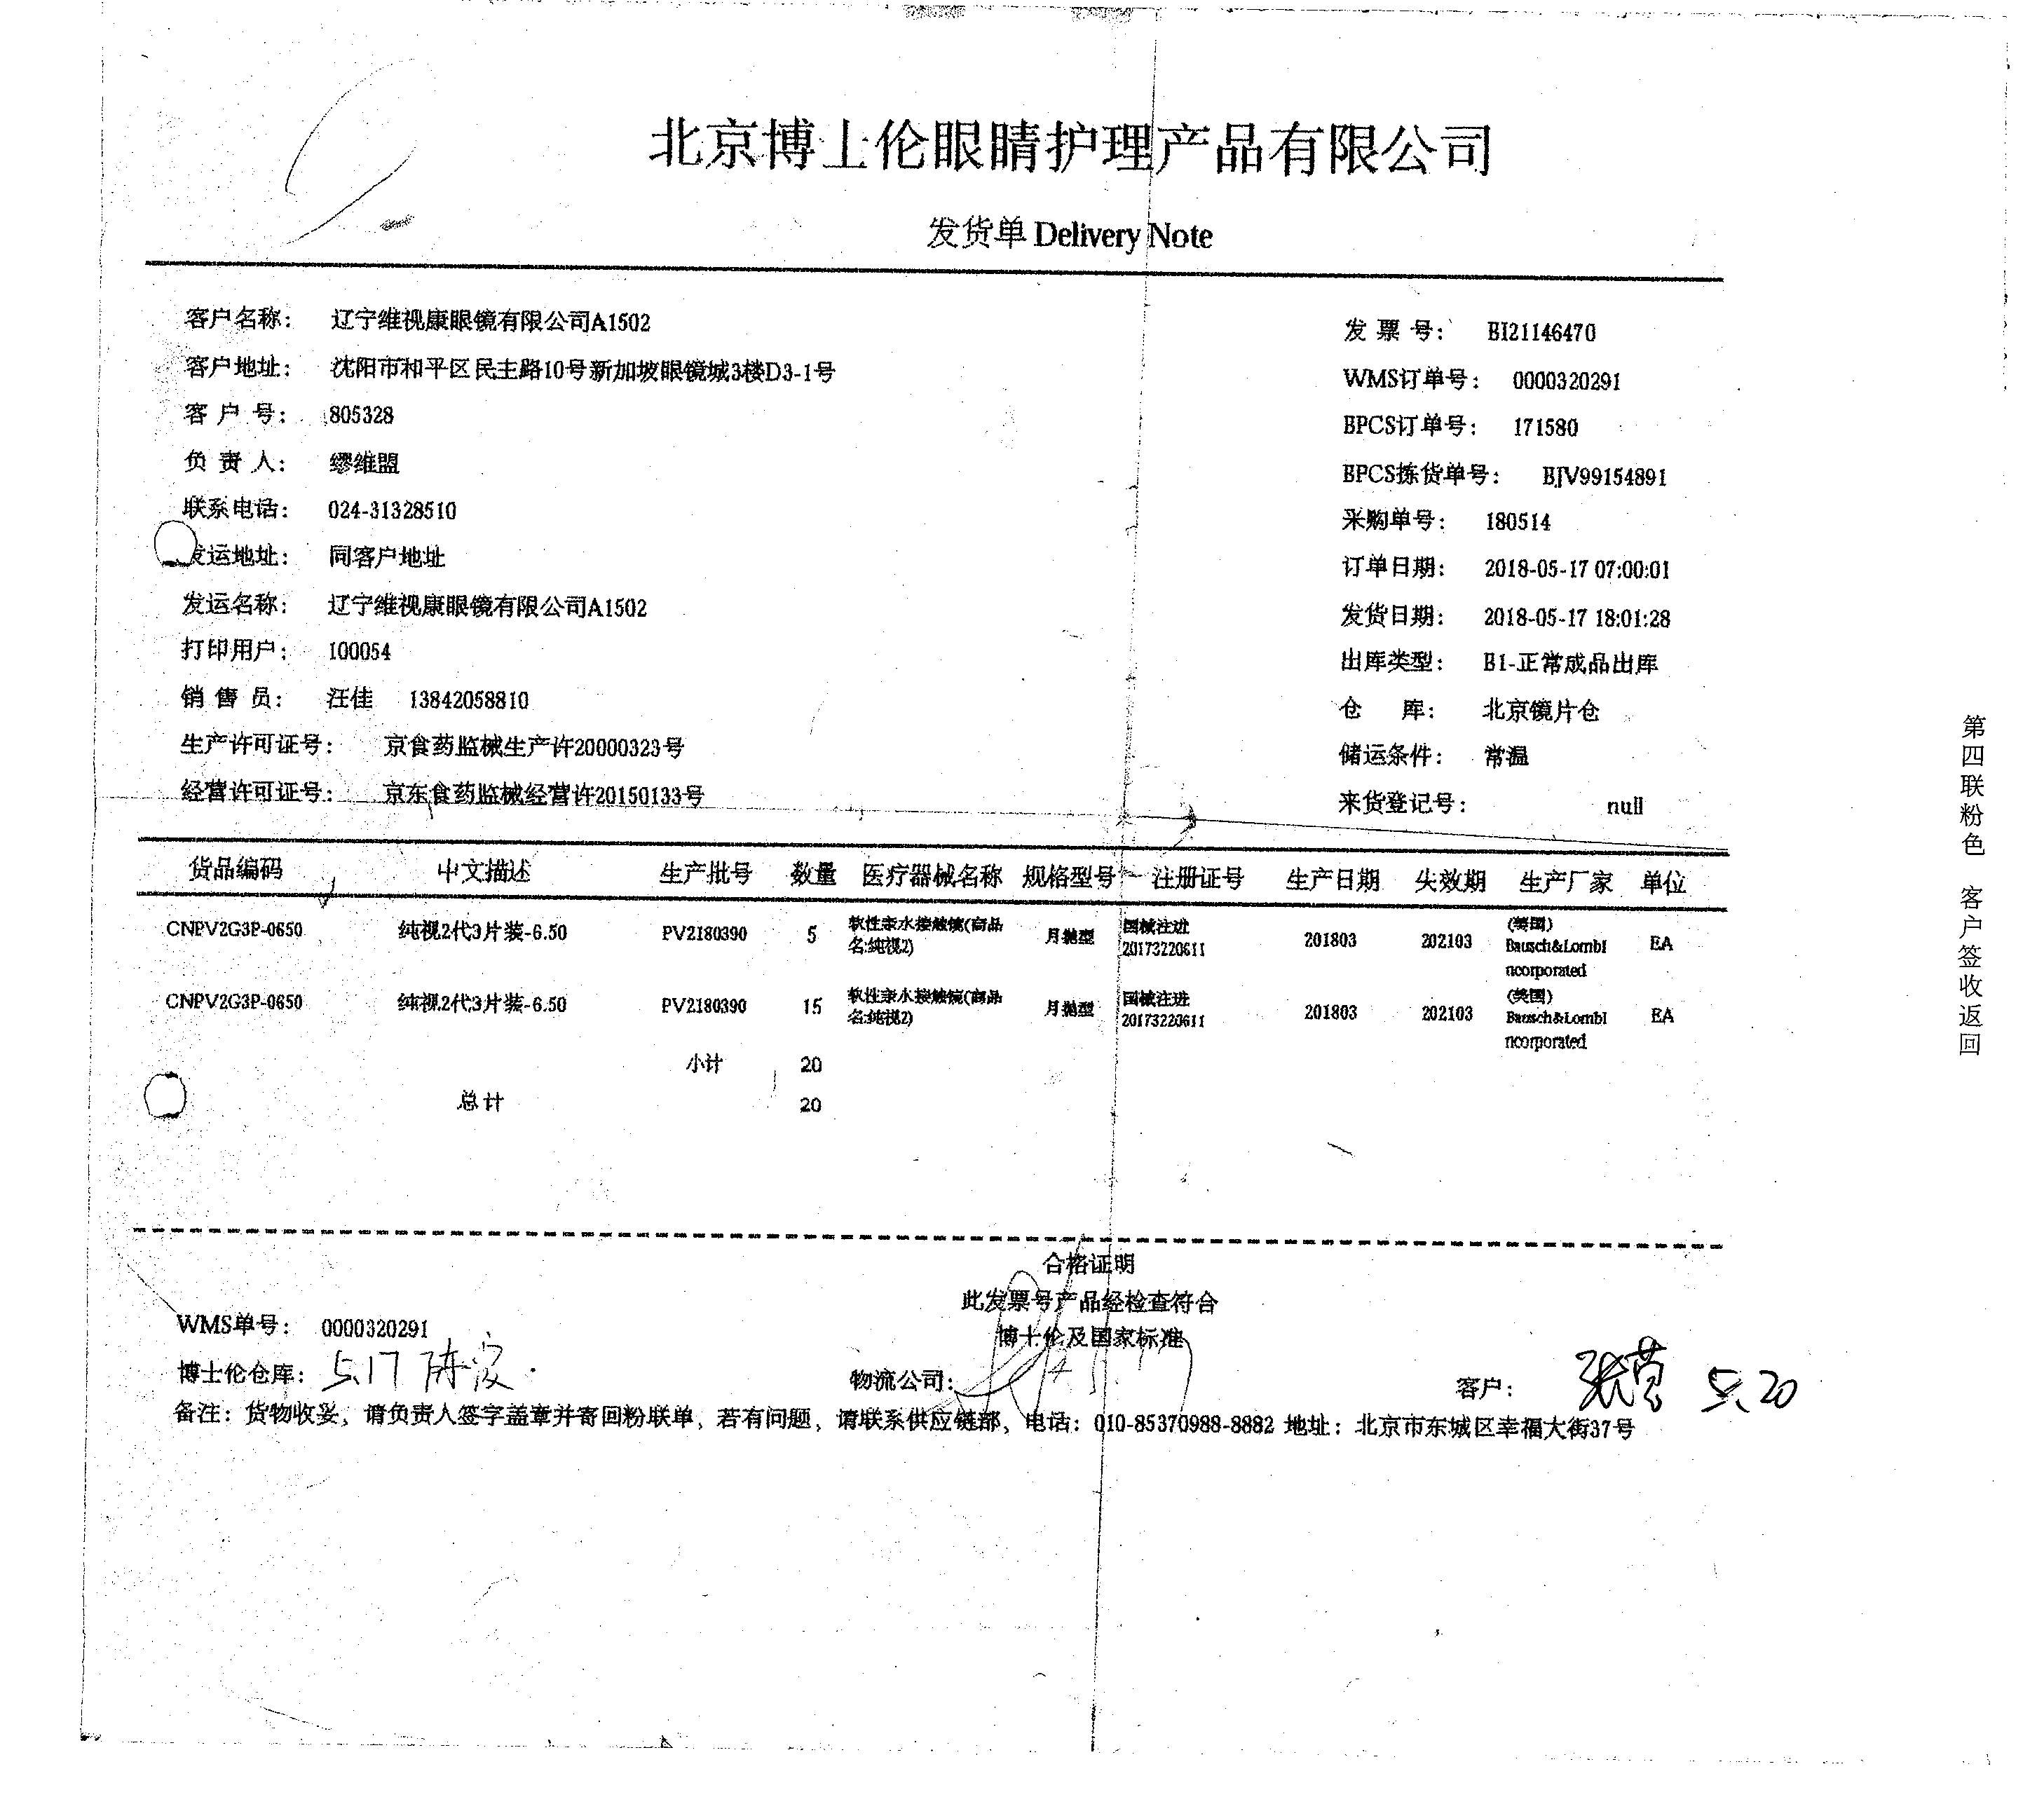 北京博士伦眼睛护理产品有限公司
发货单 Delivery Note
客户名称： 辽宁维视康眼镜有限公司A1502
客户地址： 沈阳市和平区民主路10号新加坡眼镜城3楼D3-1号
客 户 号： 805328
负 责 人： 缪维盟
联系电话： 024-31328510
发运地址： 同客户地址
发运名称： 辽宁维视康眼镜有限公司A1502
打印用户： 100054
销 售 员： 汪佳 13842058810
生产许可证号： 京食药监械生产许20000323号
经营许可证号： 京东食药监械经营许20150133号
发 票 号： BI21146470
WMS订单号： 0000320291
BPCS订单号： 171580
BPCS拣货单号： BJV99154891
采购单号： 180514
订单日期： 2018-05-17 07:00:01
发货日期： 2018-05-17 18:01:28
出库类型： B1-正常成品出库
仓 库： 北京镜片仓
储运条件： 常温
来货登记号： null
货品编码 中文描述 生产批号 数量 医疗器械名称 规格型号 注册证号 生产日期 失效期 生产厂家 单位
CNPV2G3P-0650 纯视2代3片装-6.50 PV2180390 5 软性亲水接触镜(商品名:纯视2) 月抛型 国械注进20173220611 201803 202103 (美国)Bausch&LombIncorporated EA
CNPV2G3P-0650 纯视2代3片装-6.50 PV2180390 15 软性亲水接触镜(商品名:纯视2) 月抛型 国械注进20173220611 201803 202103 (美国)Bausch&LombIncorporated EA
小计 20
总计 20
合格证明
此发票号产品经检查符合
博士伦及国家标准
WMS单号： 0000320291
博士伦仓库： 5.17 物流公司： 客户： 5.20
备注：货物收妥，请负责人签字盖章并寄回粉联单，若有问题，请联系供应链部，电话：010-85370988-8882 地址：北京市东城区幸福大街37号
第四联粉色 客户签收返回